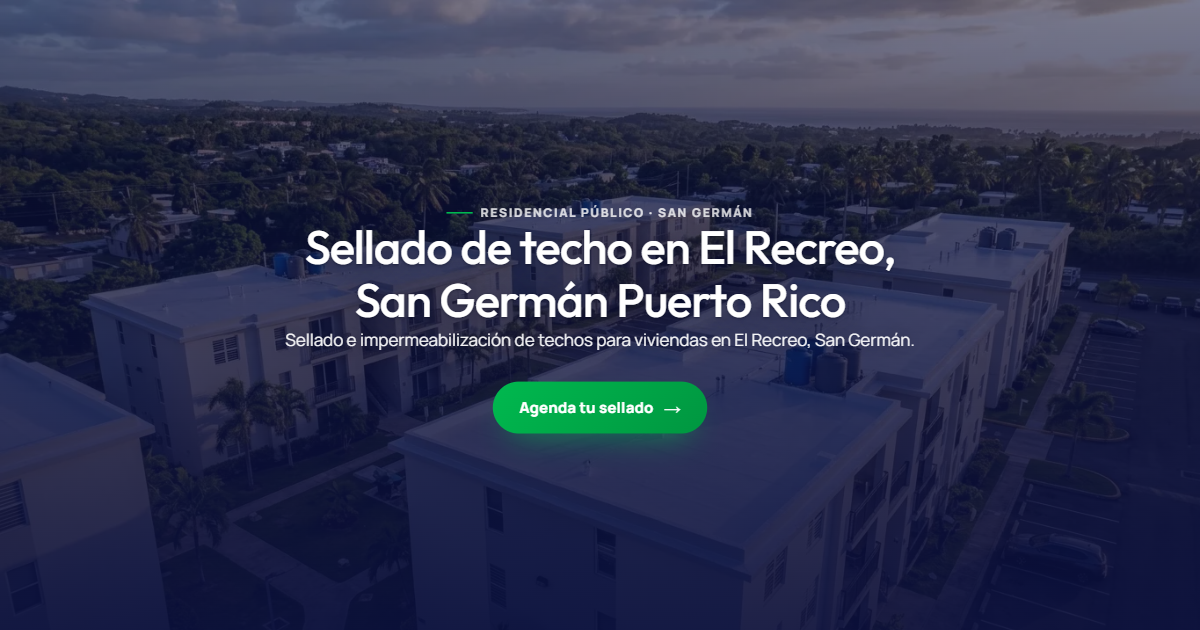 RESIDENCIAL PÚBLICO · SAN GERMÁN
Sellado de techo en El Recreo,
San Germán Puerto Rico
Sellado e impermeabilización de techos para viviendas en El Recreo, San Germán.
Agenda tu sellado →